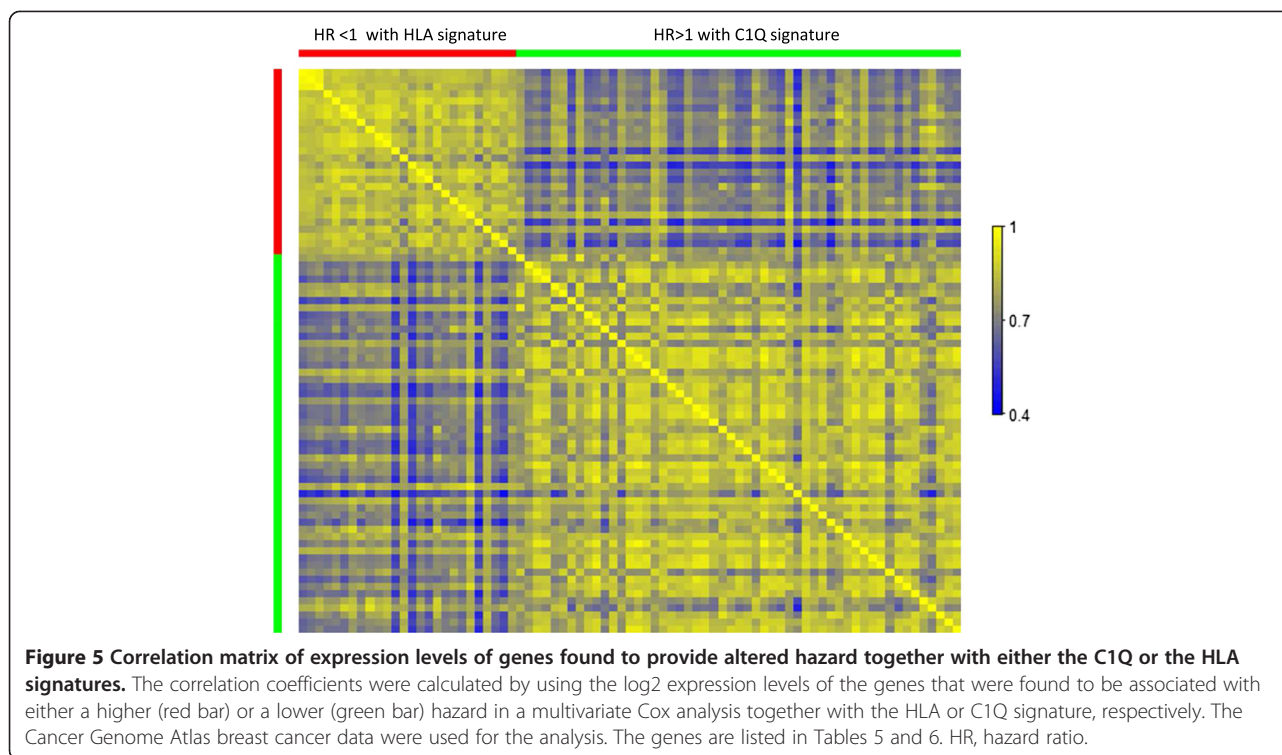 HR <1 with HLA signature HR>1 with C1Q signature
1
0.7
0.4
Figure 5 Correlation matrix of expression levels of genes found to provide altered hazard together with either the C1Q or the HLA
signatures. The correlation coefficients were calculated by using the log2 expression levels of the genes that were found to be associated with
either a higher (red bar) or a lower (green bar) hazard in a multivariate Cox analysis together with the HLA or C1Q signature, respectively. The
Cancer Genome Atlas breast cancer data were used for the analysis. The genes are listed in Tables 5 and 6. HR, hazard ratio.